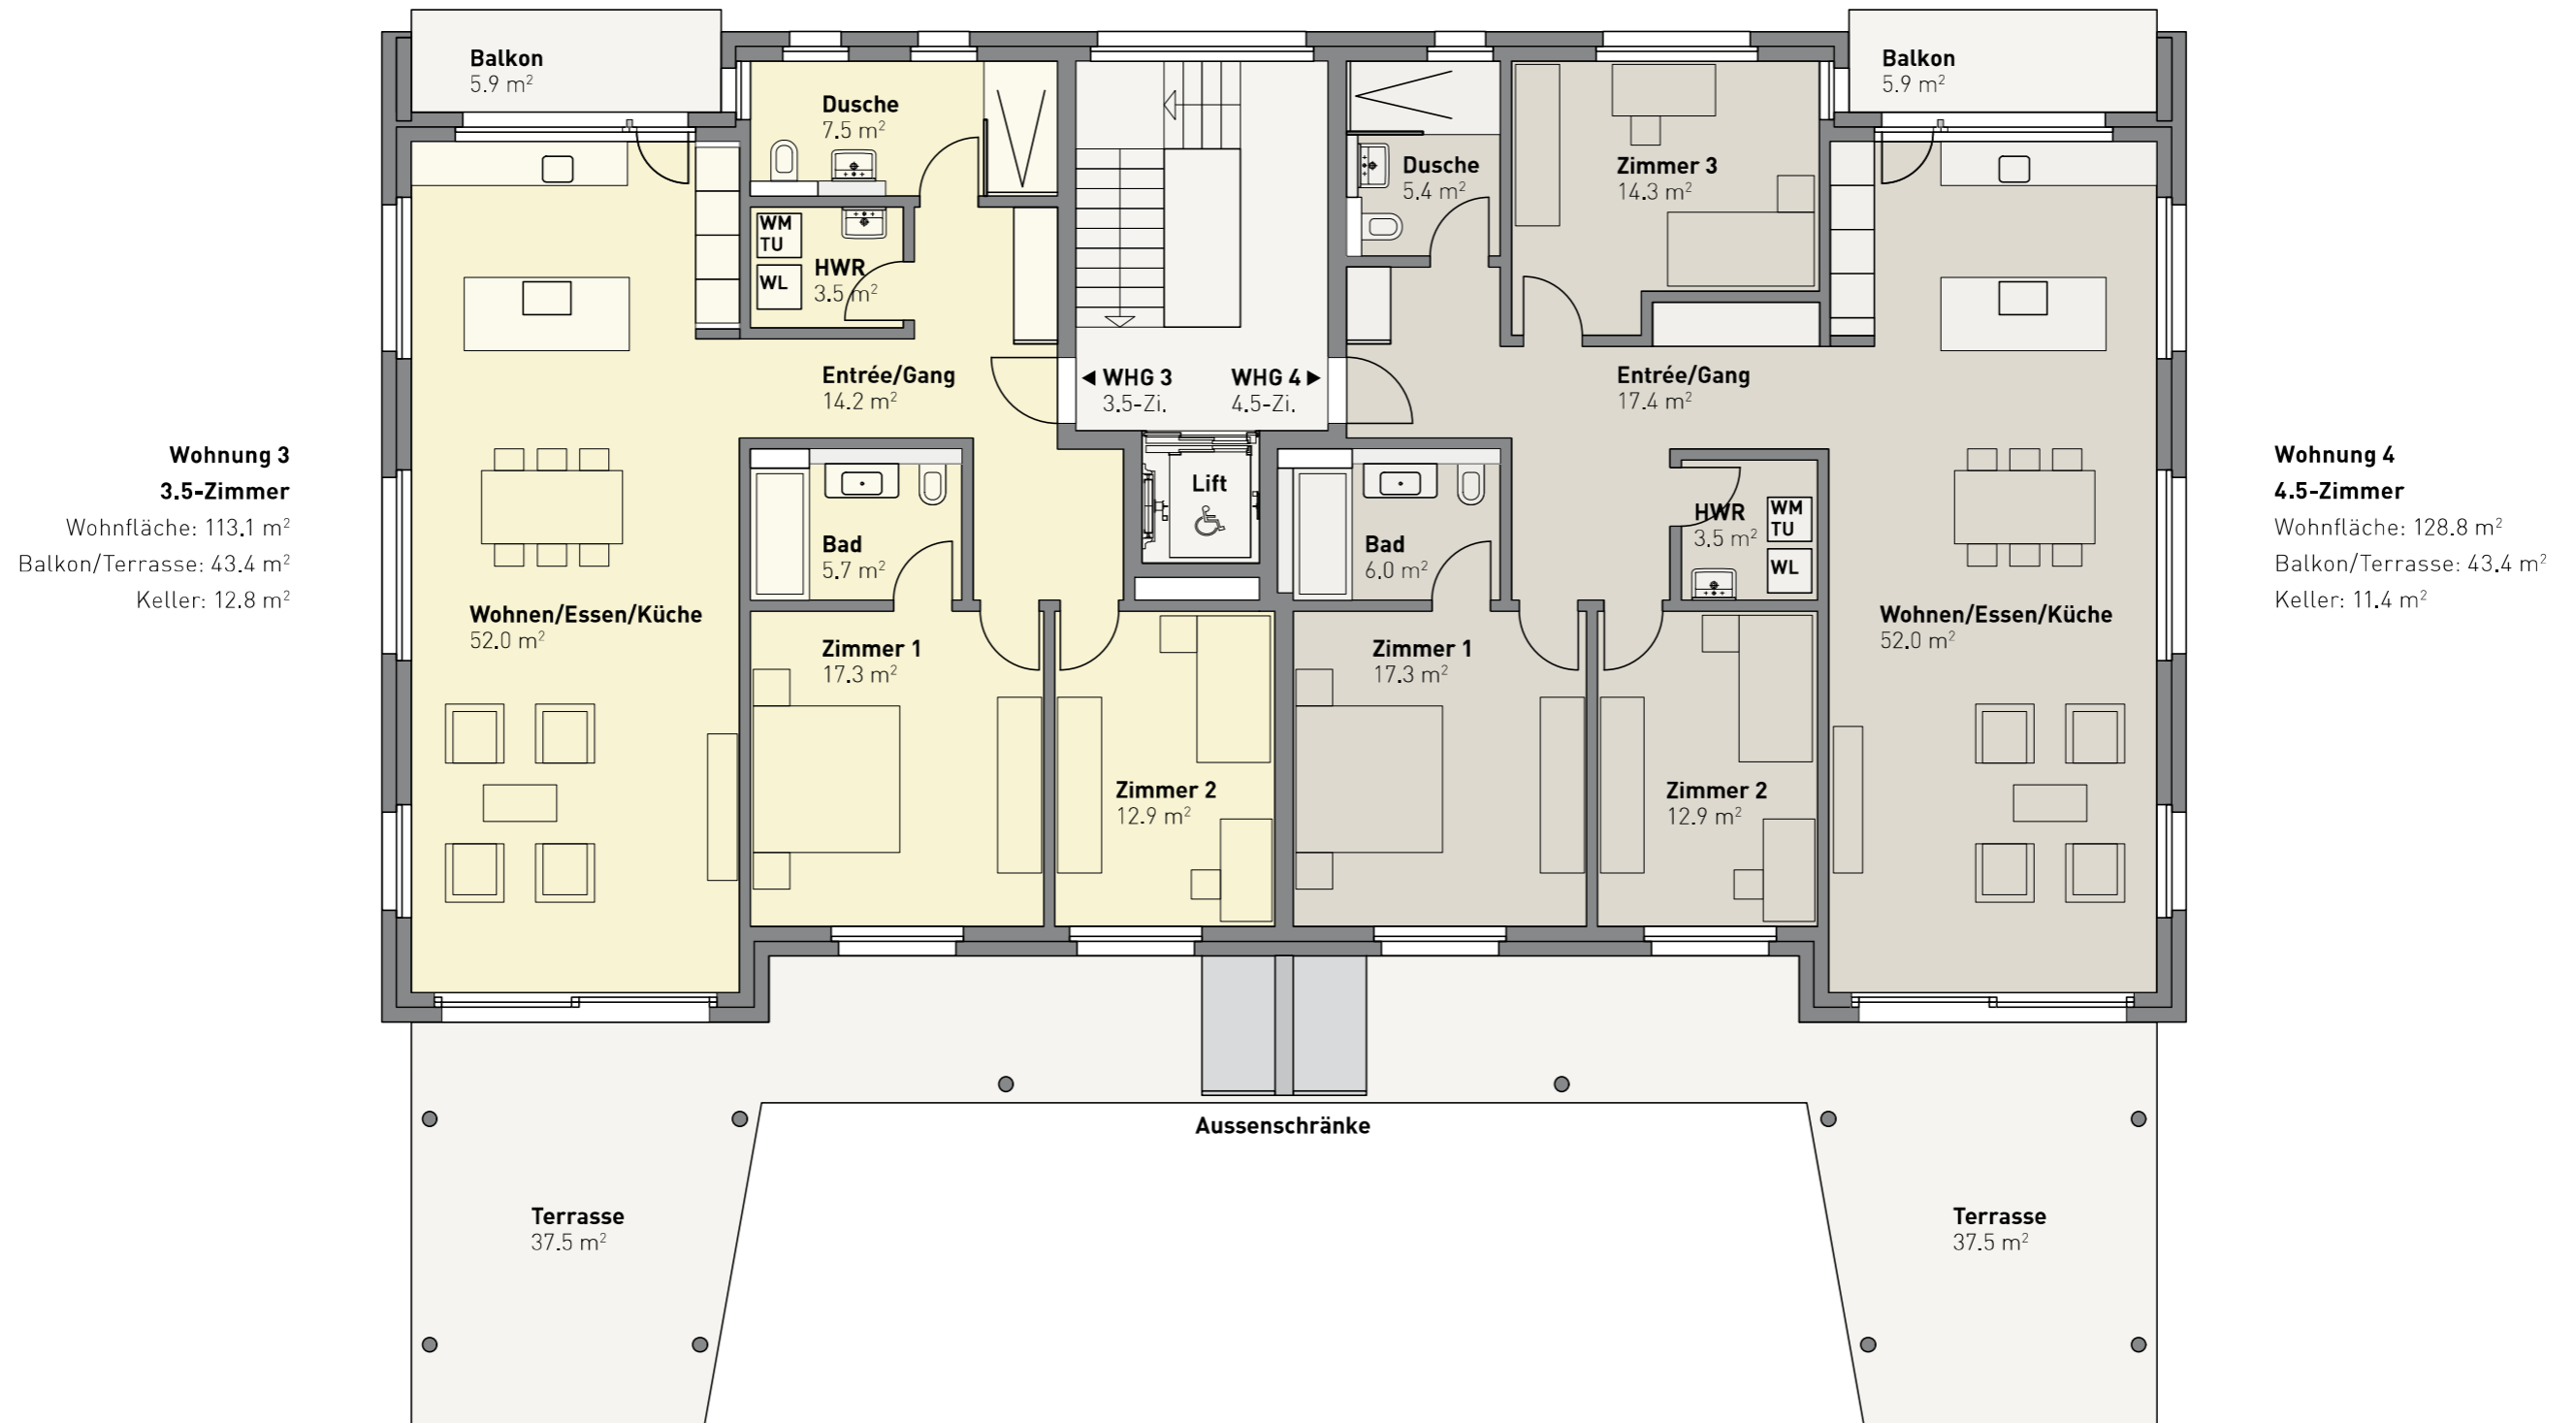 Balkon
5.9 m²
Balkon
5.9 m²
Dusche
7.5 m²
Dusche
5.4 m²
Zimmer 3
14.3 m²
WM
TU
WL
HWR
3.5 m²
Entrée/Gang
14.2 m²
◀ WHG 3
3.5-Zi.
WHG 4 ▶
4.5-Zi.
Entrée/Gang
17.4 m²
Wohnung 3
3.5-Zimmer
Wohnfläche: 113.1 m²
Balkon/Terrasse: 43.4 m²
Keller: 12.8 m²
Wohnung 4
4.5-Zimmer
Wohnfläche: 128.8 m²
Balkon/Terrasse: 43.4 m²
Keller: 11.4 m²
Lift
HWR
3.5 m²
WM
TU
WL
Bad
5.7 m²
Bad
6.0 m²
Wohnen/Essen/Küche
52.0 m²
Wohnen/Essen/Küche
52.0 m²
Zimmer 1
17.3 m²
Zimmer 1
17.3 m²
Zimmer 2
12.9 m²
Zimmer 2
12.9 m²
Aussenschränke
Terrasse
37.5 m²
Terrasse
37.5 m²